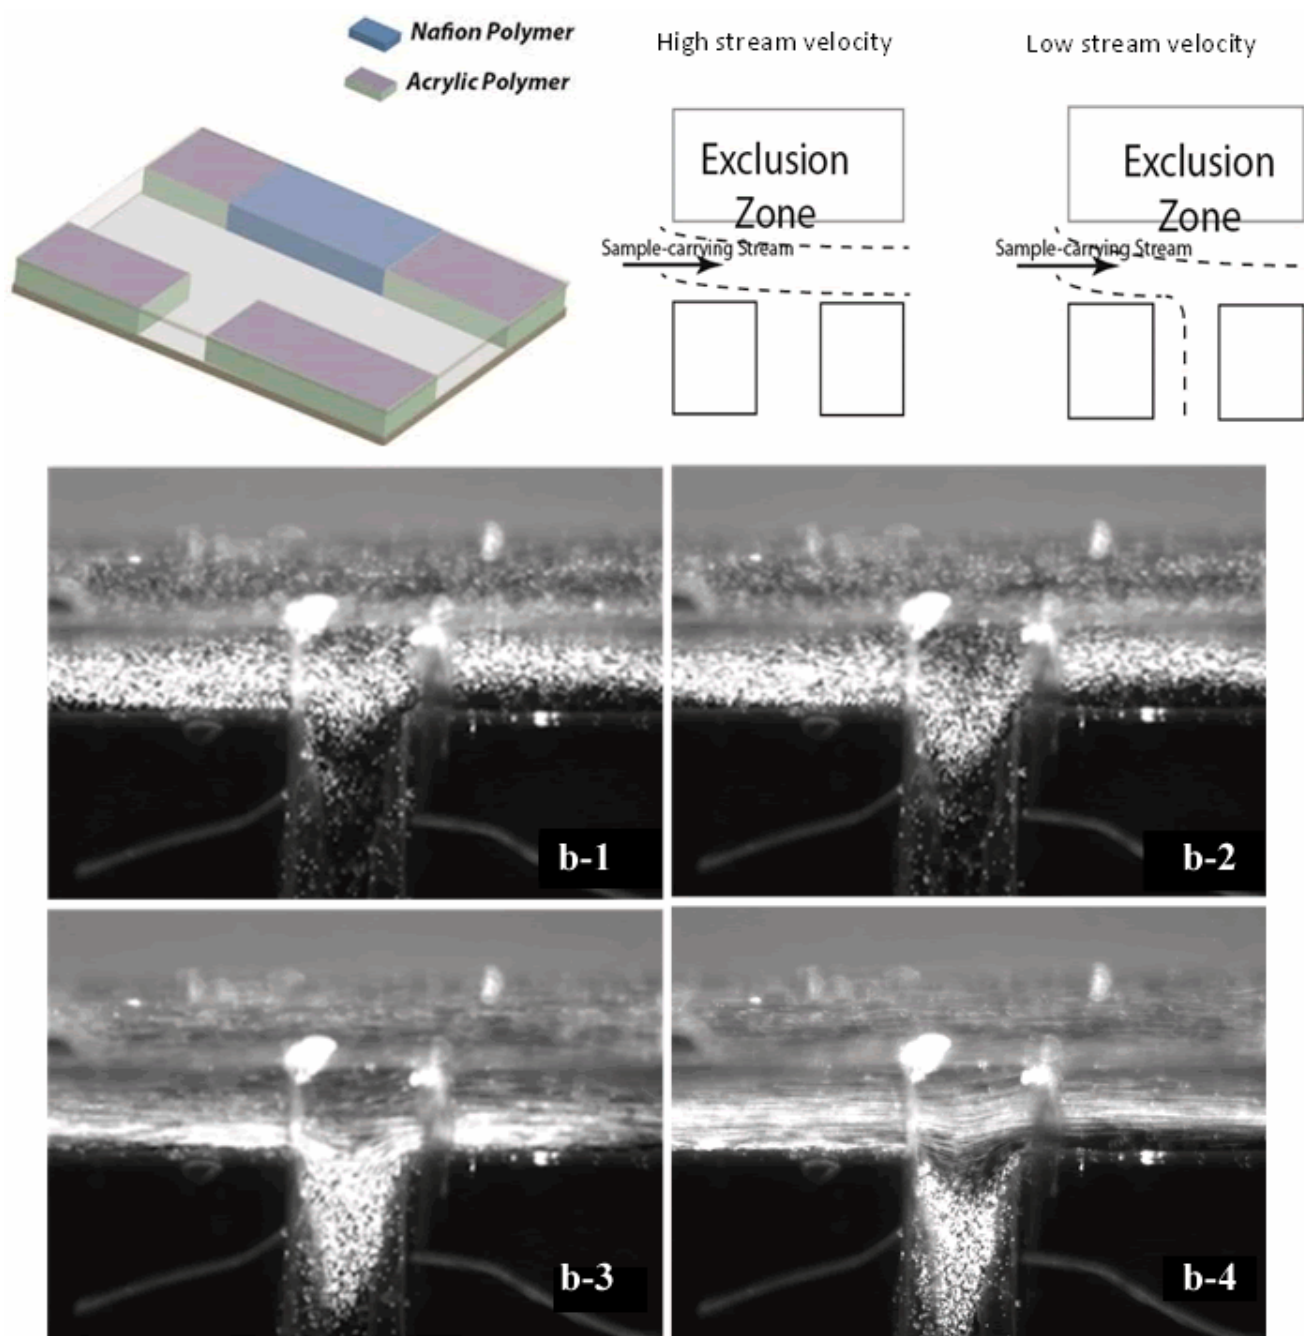 Nafion Polymer
Acrylic Polymer
High stream velocity
Low stream velocity
Exclusion
Zone
Sample-carrying Stream
Exclusion
Zone
Sample-carrying Stream
b-1
b-2
b-3
b-4